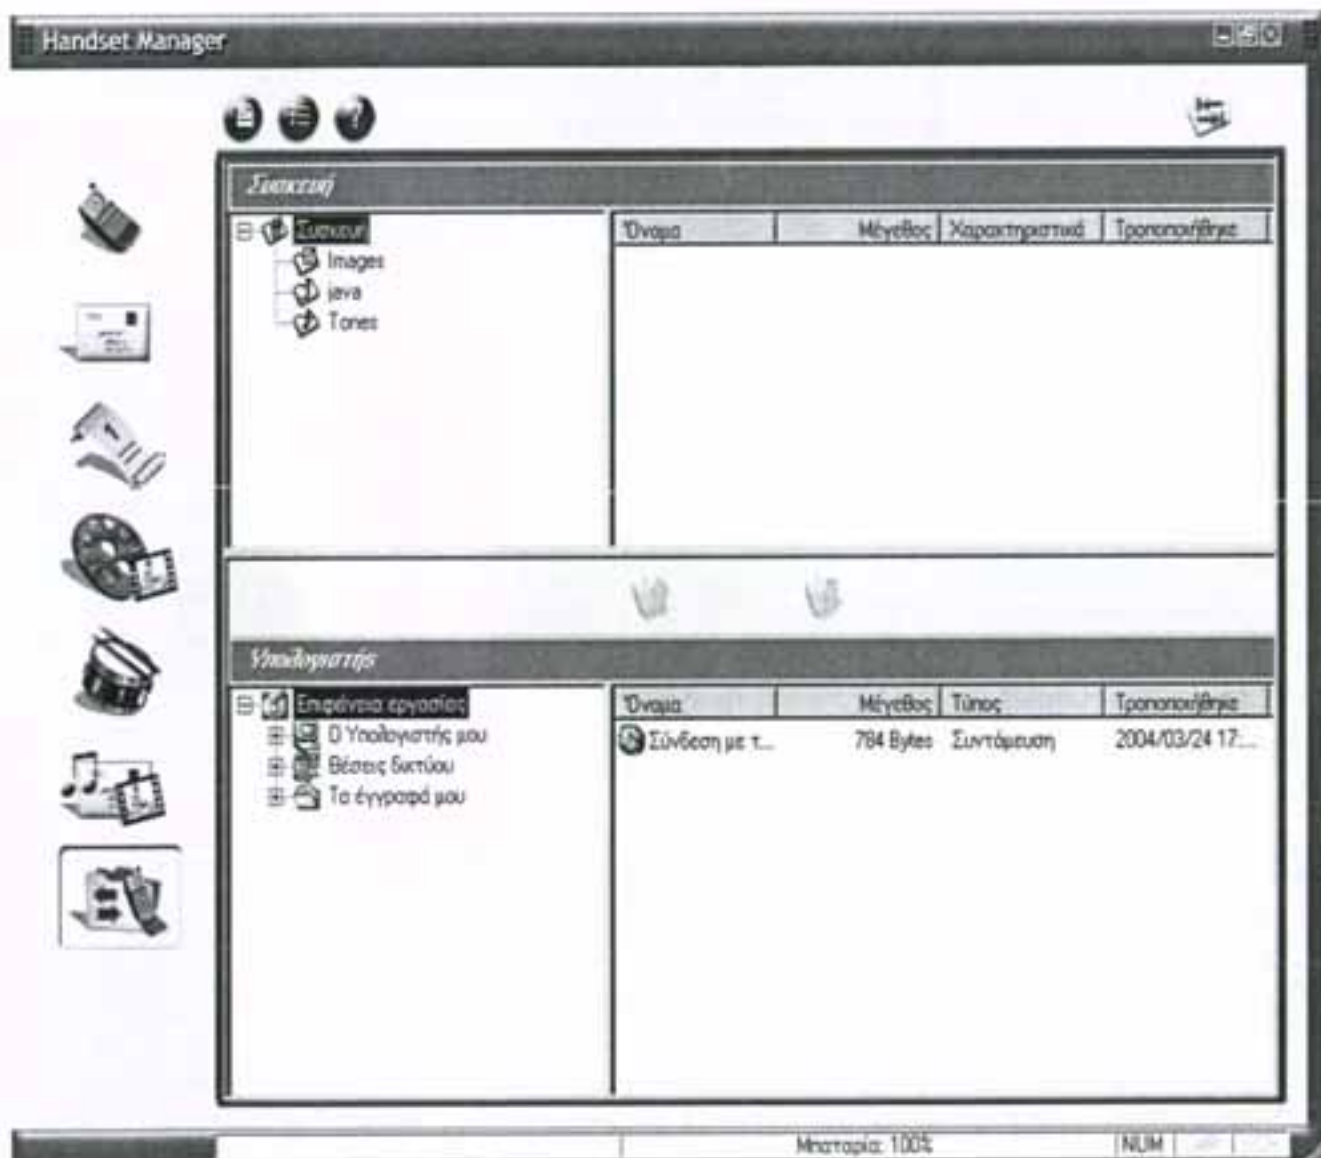 Handset Manager
Συσκευή
Συσκευή
Images
java
Tones
Όνομα Μέγεθος Χαρακτηριστικά Τροποποιήθηκε
Υπολογιστής
Επιφάνεια εργασίας
Ο Υπολογιστής μου
Θέσεις δικτύου
Τα έγγραφά μου
Όνομα Μέγεθος Τύπος Τροποποιήθηκε
Σύνδεση με τ... 784 Bytes Συντόμευση 2004/03/24 17:...
Μπαταρία: 100% NUM